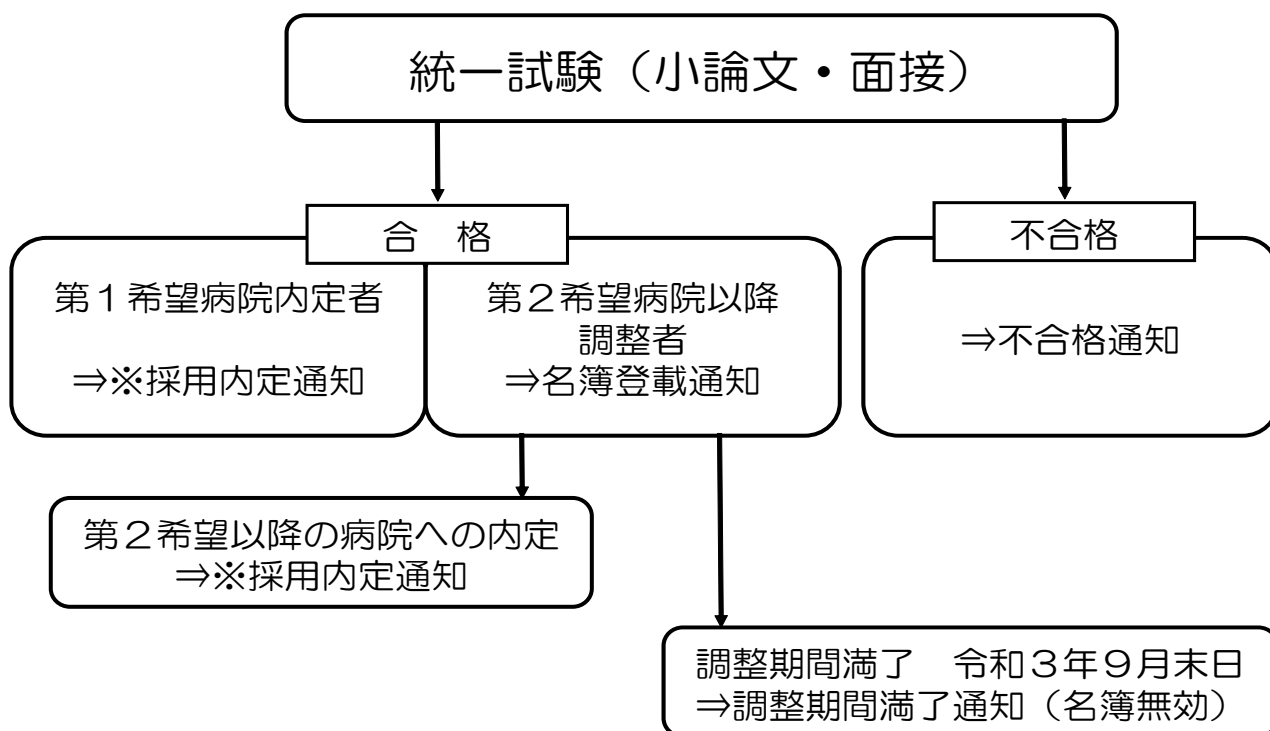 統一試験（小論文・面接）
合　格
不合格
第１希望病院内定者
⇒※採用内定通知
第２希望病院以降
調整者
⇒名簿登載通知
⇒不合格通知
第２希望以降の病院への内定
⇒※採用内定通知
調整期間満了　令和３年９月末日
⇒調整期間満了通知（名簿無効）